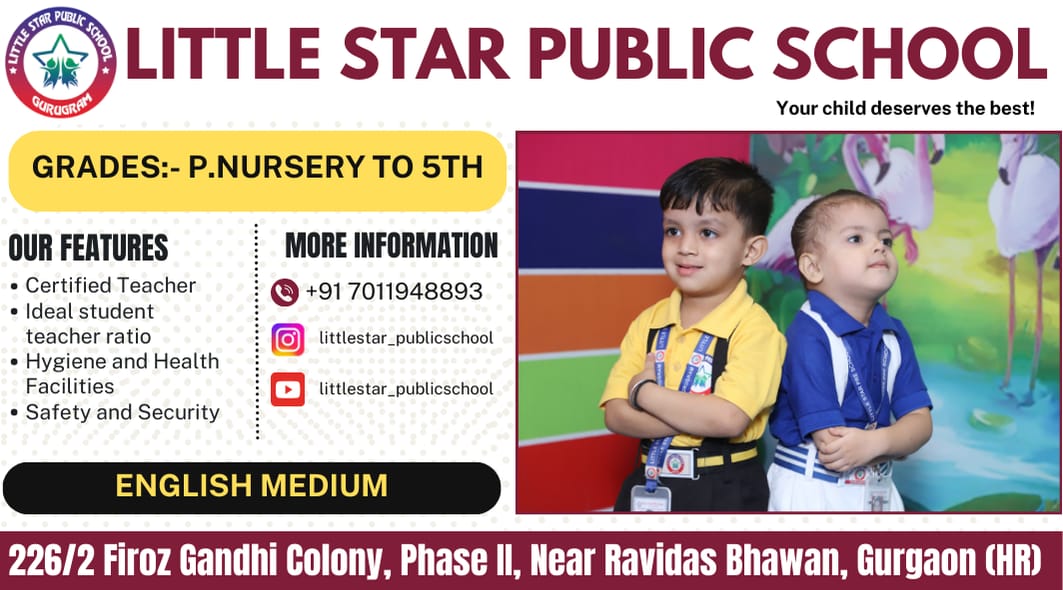 LITTLE STAR PUBLIC SCHOOL
GURUGRAM
LITTLE STAR PUBLIC SCHOOL
Your child deserves the best!
GRADES:- P.NURSERY TO 5TH
OUR FEATURES
• Certified Teacher
• Ideal student
teacher ratio
• Hygiene and Health
Facilities
• Safety and Security
MORE INFORMATION
+91 7011948893
littlestar_publicschool
littlestar_publicschool
ENGLISH MEDIUM
226/2 Firoz Gandhi Colony, Phase II, Near Ravidas Bhawan, Gurgaon (HR)